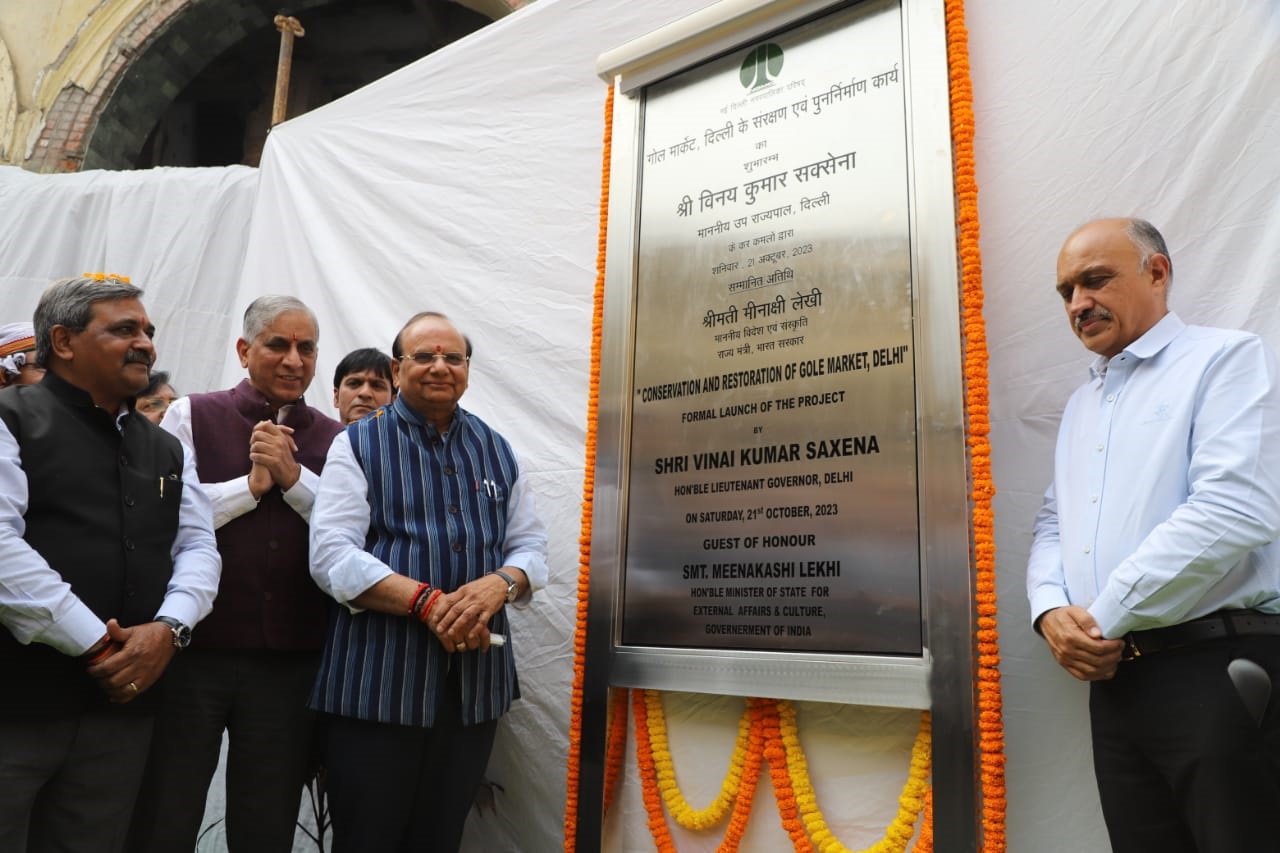 नई दिल्ली नगरपालिका परिषद्
गोल मार्केट, दिल्ली के सरक्षण एवं पुनर्निर्माण कार्य
का
शुभारम्भ
श्री विनय कुमार सक्सेना
माननीय उप राज्यपाल, दिल्ली
के कर कमलों द्वारा
शनिवार , 21 अक्टूबर, 2023
सम्मानित अतिथि
श्रीमती मीनाक्षी लेखी
माननीय विदेश एवं संस्कृति
राज्य मंत्री, भारत सरकार
"CONSERVATION AND RESTORATION OF GOLE MARKET, DELHI"
FORMAL LAUNCH OF THE PROJECT
BY
SHRI VINAI KUMAR SAXENA
HON'BLE LIEUTENANT GOVERNOR, DELHI
ON SATURDAY, 21st OCTOBER, 2023
GUEST OF HONOUR
SMT. MEENAKASHI LEKHI
HON'BLE MINISTER OF STATE FOR
EXTERNAL AFFAIRS & CULTURE,
GOVERNERMENT OF INDIA